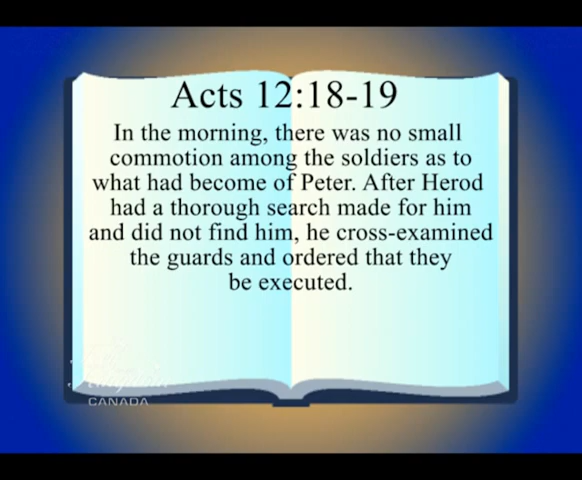 Acts 12:18-19
In the morning, there was no small
commotion among the soldiers as to
what had become of Peter. After Herod
had a thorough search made for him
and did not find him, he cross-examined
the guards and ordered that they
be executed.
CANADA